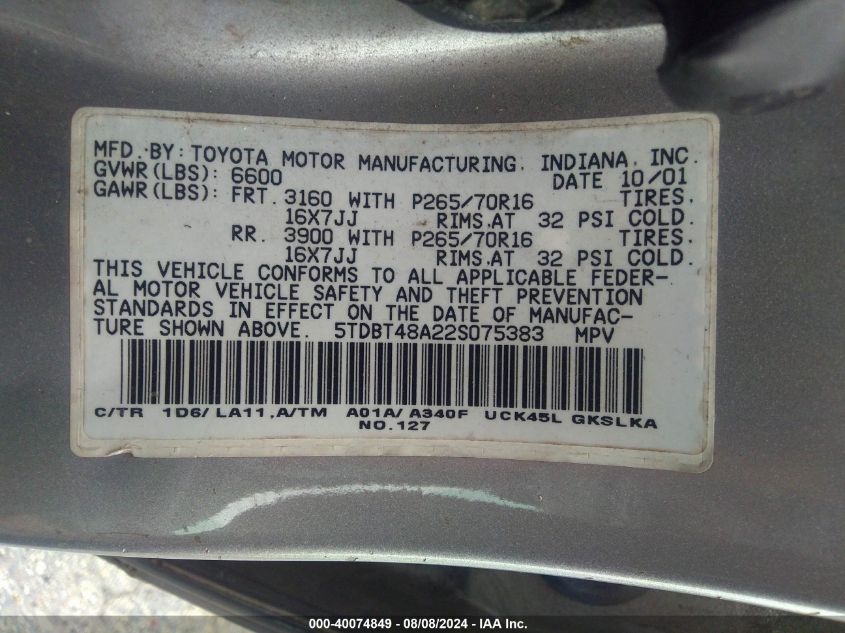 MFD. BY: TOYOTA MOTOR MANUFACTURING, INDIANA, INC.
GVWR(LBS): 6600 DATE 10/01
GAWR(LBS): FRT. 3160 WITH P265/70R16 TIRES.
16X7JJ RIMS.AT 32 PSI COLD.
RR. 3900 WITH P265/70R16 TIRES.
16X7JJ RIMS.AT 32 PSI COLD.
THIS VEHICLE CONFORMS TO ALL APPLICABLE FEDER-
AL MOTOR VEHICLE SAFETY AND THEFT PREVENTION
STANDARDS IN EFFECT ON THE DATE OF MANUFAC-
TURE SHOWN ABOVE. 5TDBT48A22S075383 MPV
C/TR 1D6/ LA11,A/TM A01A/ A340F UCK45L GKSLKA
NO.127
000-40074849 - 08/08/2024 - IAA Inc.